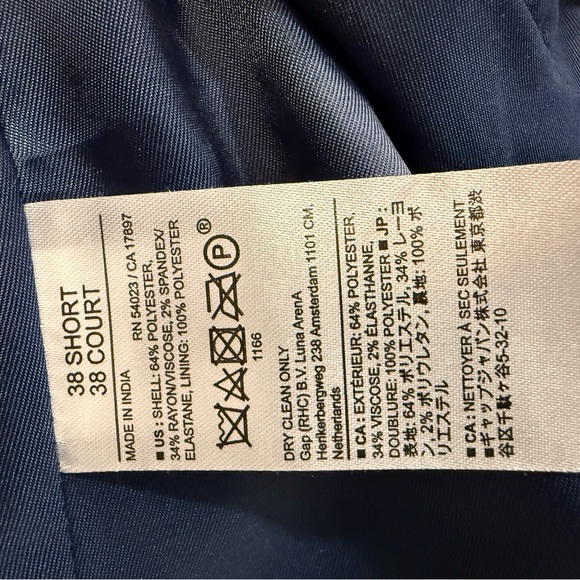 38 SHORT
38 COURT
MADE IN INDIA RN 54023 / CA 17897
■ US : SHELL: 64% POLYESTER,
34% RAYON/VISCOSE, 2% SPANDEX/
ELASTANE, LINING: 100% POLYESTER
P ®
1166
DRY CLEAN ONLY
Gap (RHC) B.V. Luna ArenA
Herikerbergweg 238 Amsterdam 1101 CM,
Netherlands
■ CA : EXTÉRIEUR: 64% POLYESTER,
34% VISCOSE, 2% ÉLASTHANNE,
DOUBLURE: 100% POLYESTER ■ JP :
表地: 64% ポリエステル, 34% レーヨ
ン, 2% ポリウレタン, 裏地: 100% ポ
リエステル
■ CA : NETTOYER À SEC SEULEMENT
■ ギャップジャパン株式会社 東京都渋
谷区千駄ヶ谷5-32-10